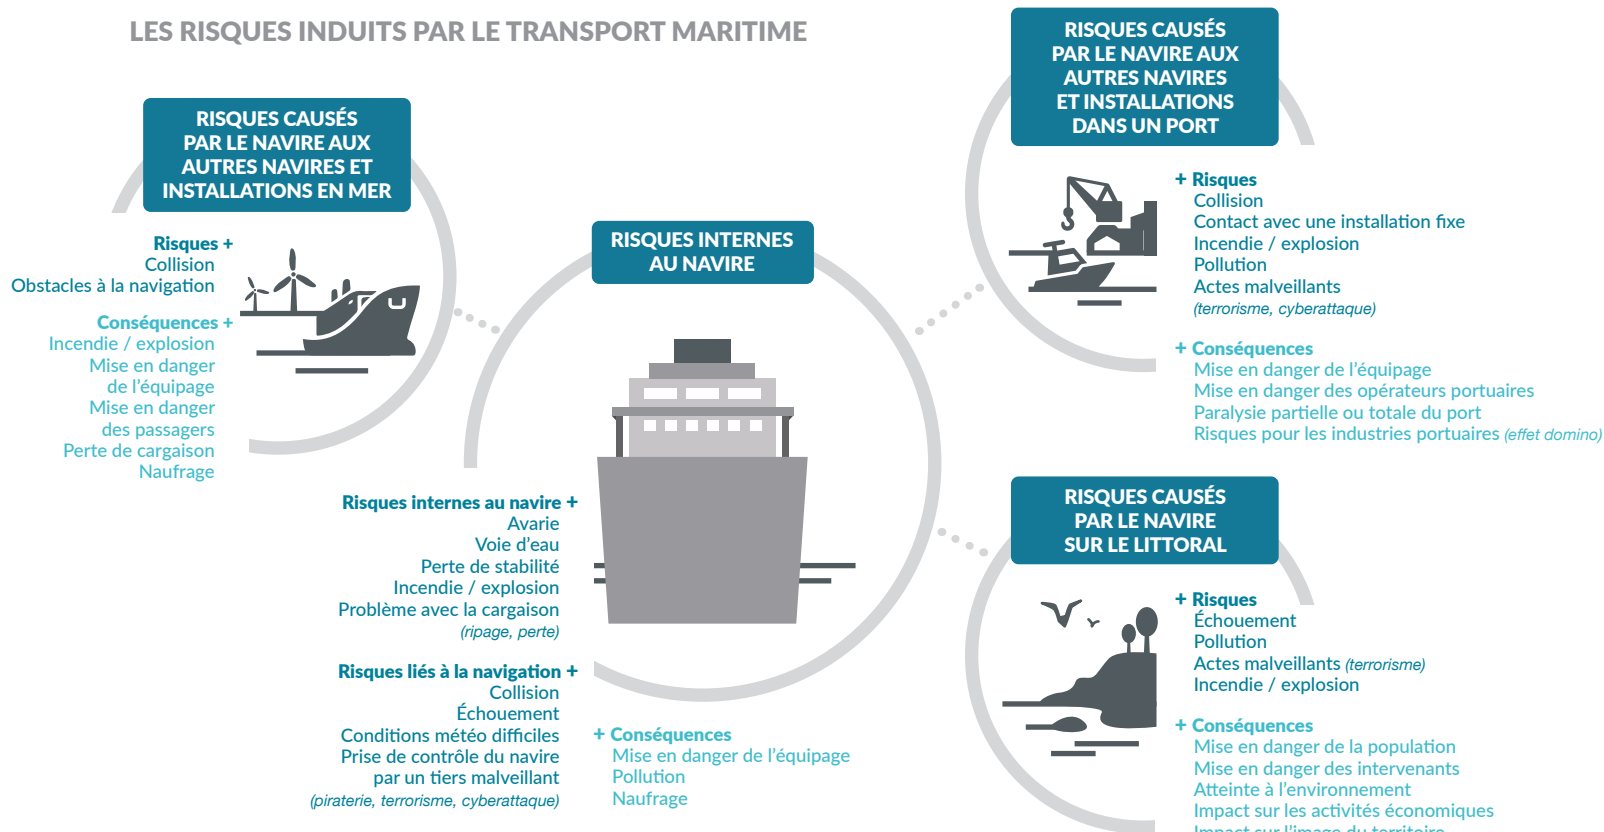 LES RISQUES INDUITS PAR LE TRANSPORT MARITIME
RISQUES CAUSÉS
PAR LE NAVIRE AUX
AUTRES NAVIRES ET
INSTALLATIONS EN MER
Risques +
Collision
Obstacles à la navigation
Conséquences +
Incendie / explosion
Mise en danger
de l'équipage
Mise en danger
des passagers
Perte de cargaison
Naufrage
RISQUES INTERNES
AU NAVIRE
Risques internes au navire +
Avarie
Voie d'eau
Perte de stabilité
Incendie / explosion
Problème avec la cargaison
(ripage, perte)
Risques liés à la navigation +
Collision
Échouement
Conditions météo difficiles
Prise de contrôle du navire
par un tiers malveillant
(piraterie, terrorisme, cyberattaque)
+ Conséquences
Mise en danger de l'équipage
Pollution
Naufrage
RISQUES CAUSÉS
PAR LE NAVIRE AUX
AUTRES NAVIRES
ET INSTALLATIONS
DANS UN PORT
+ Risques
Collision
Contact avec une installation fixe
Incendie / explosion
Pollution
Actes malveillants
(terrorisme, cyberattaque)
+ Conséquences
Mise en danger de l'équipage
Mise en danger des opérateurs portuaires
Paralysie partielle ou totale du port
Risques pour les industries portuaires (effet domino)
RISQUES CAUSÉS
PAR LE NAVIRE
SUR LE LITTORAL
+ Risques
Échouement
Pollution
Actes malveillants (terrorisme)
Incendie / explosion
+ Conséquences
Mise en danger de la population
Mise en danger des intervenants
Atteinte à l'environnement
Impact sur les activités économiques
Impact sur l'image du territoire